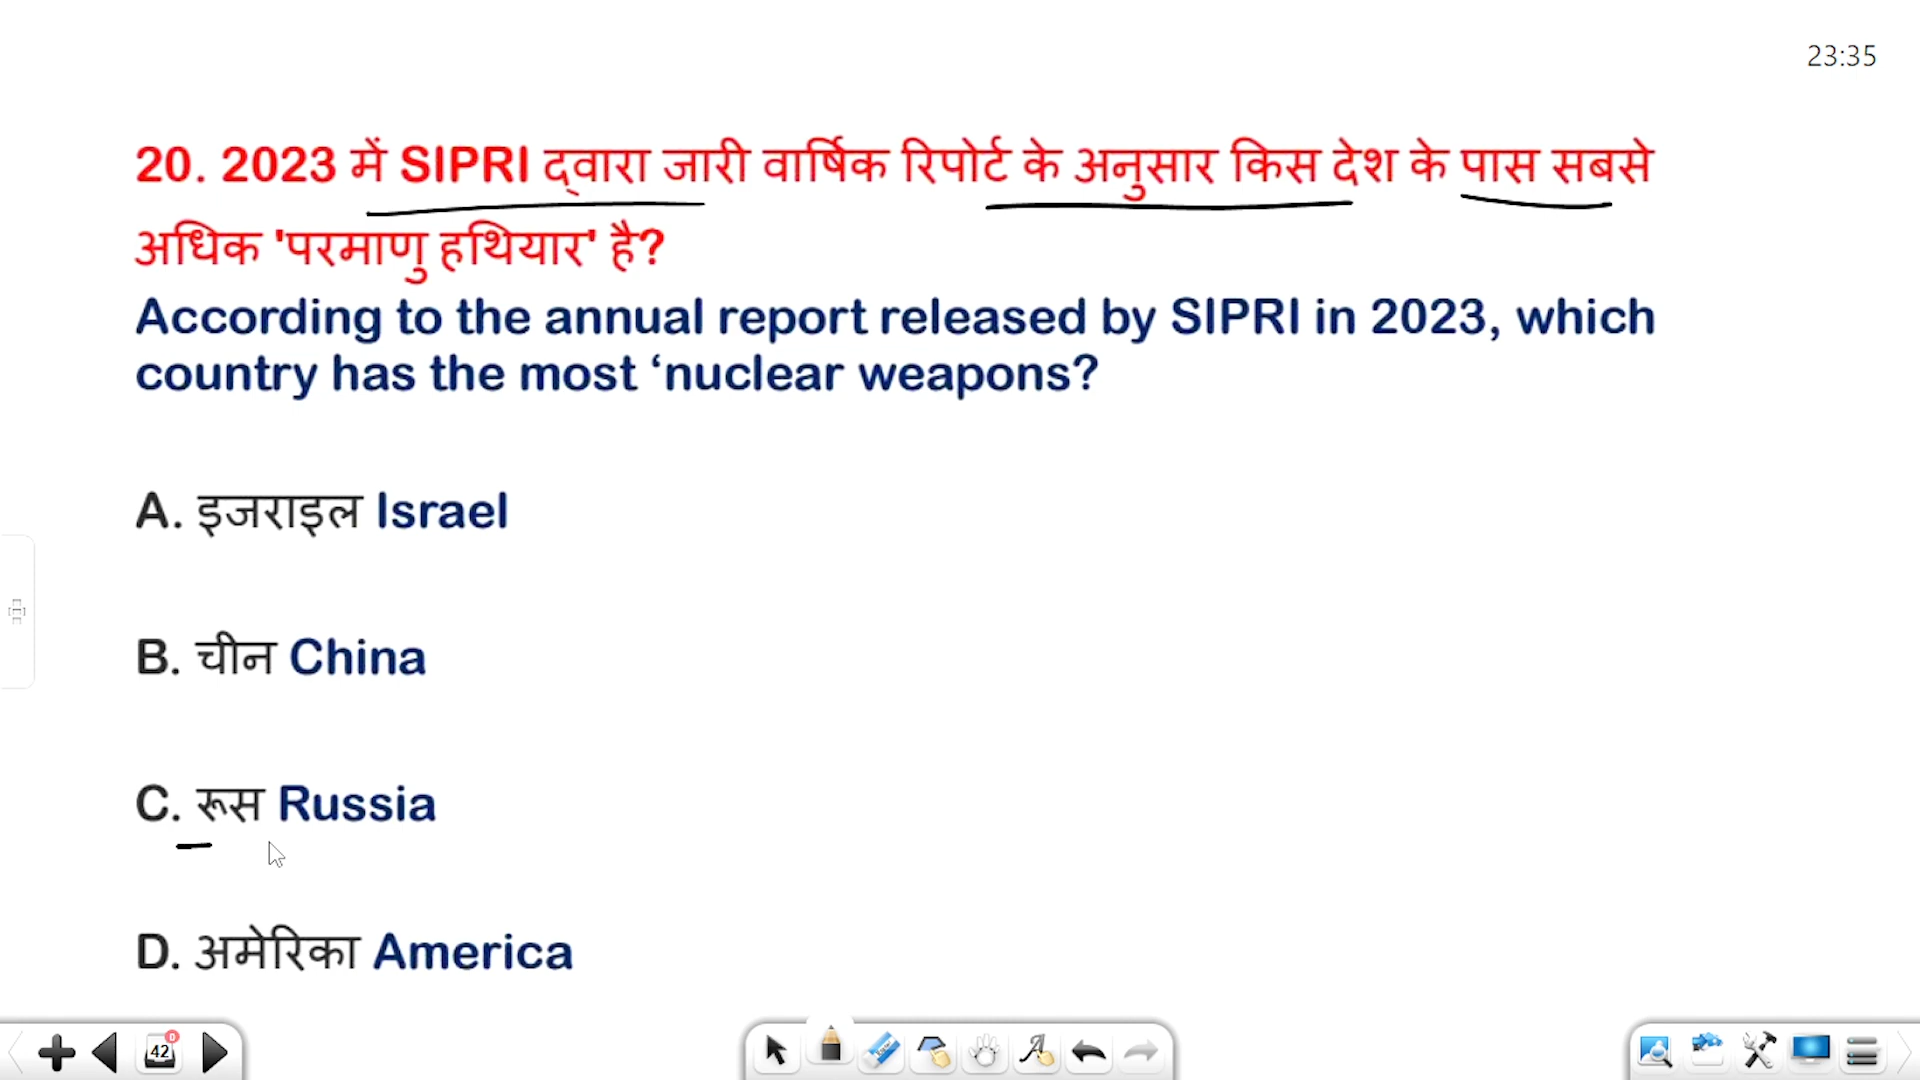 23:35
20. 2023 में SIPRI द्वारा जारी वार्षिक रिपोर्ट के अनुसार किस देश के पास सबसे
अधिक 'परमाणु हथियार' है?
According to the annual report released by SIPRI in 2023, which
country has the most ‘nuclear weapons?
A. इजराइल Israel
B. चीन China
C. रूस Russia
D. अमेरिका America
42